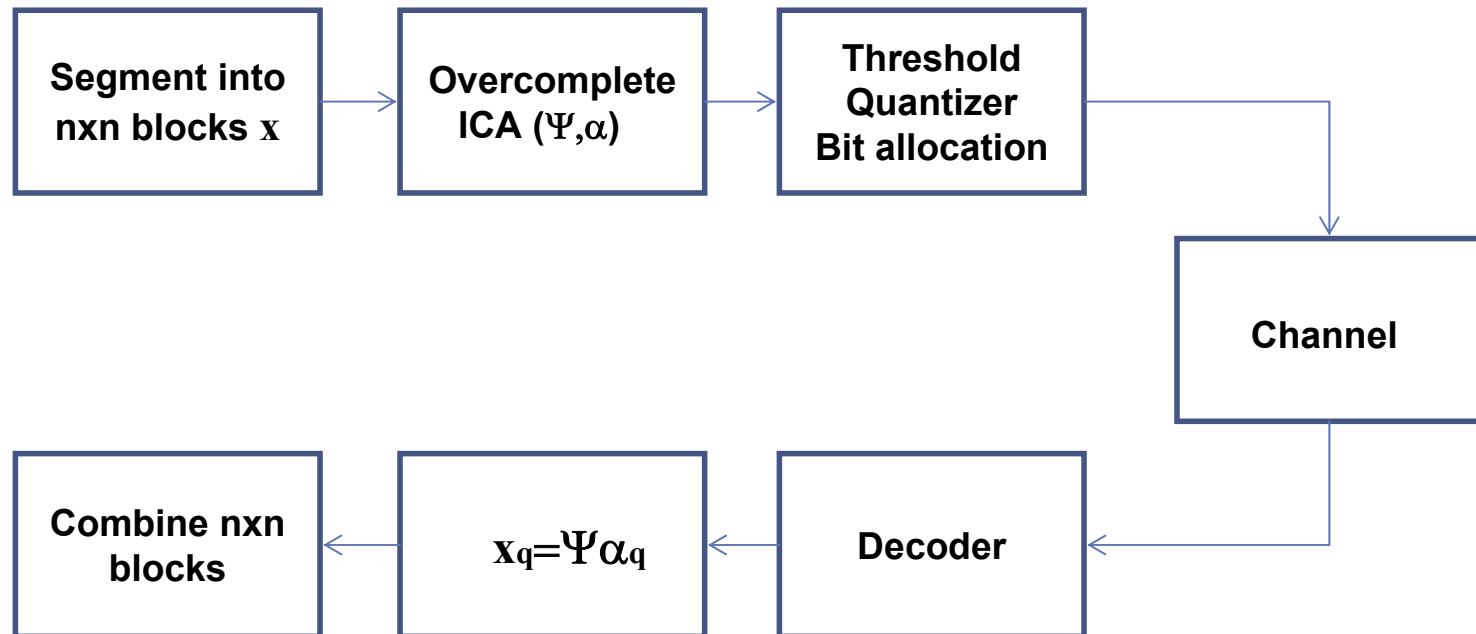 Segment into
nxn blocks x
Overcomplete
ICA (Ψ,α)
Threshold
Quantizer
Bit allocation
Channel
Decoder
xq=Ψαq
Combine nxn
blocks